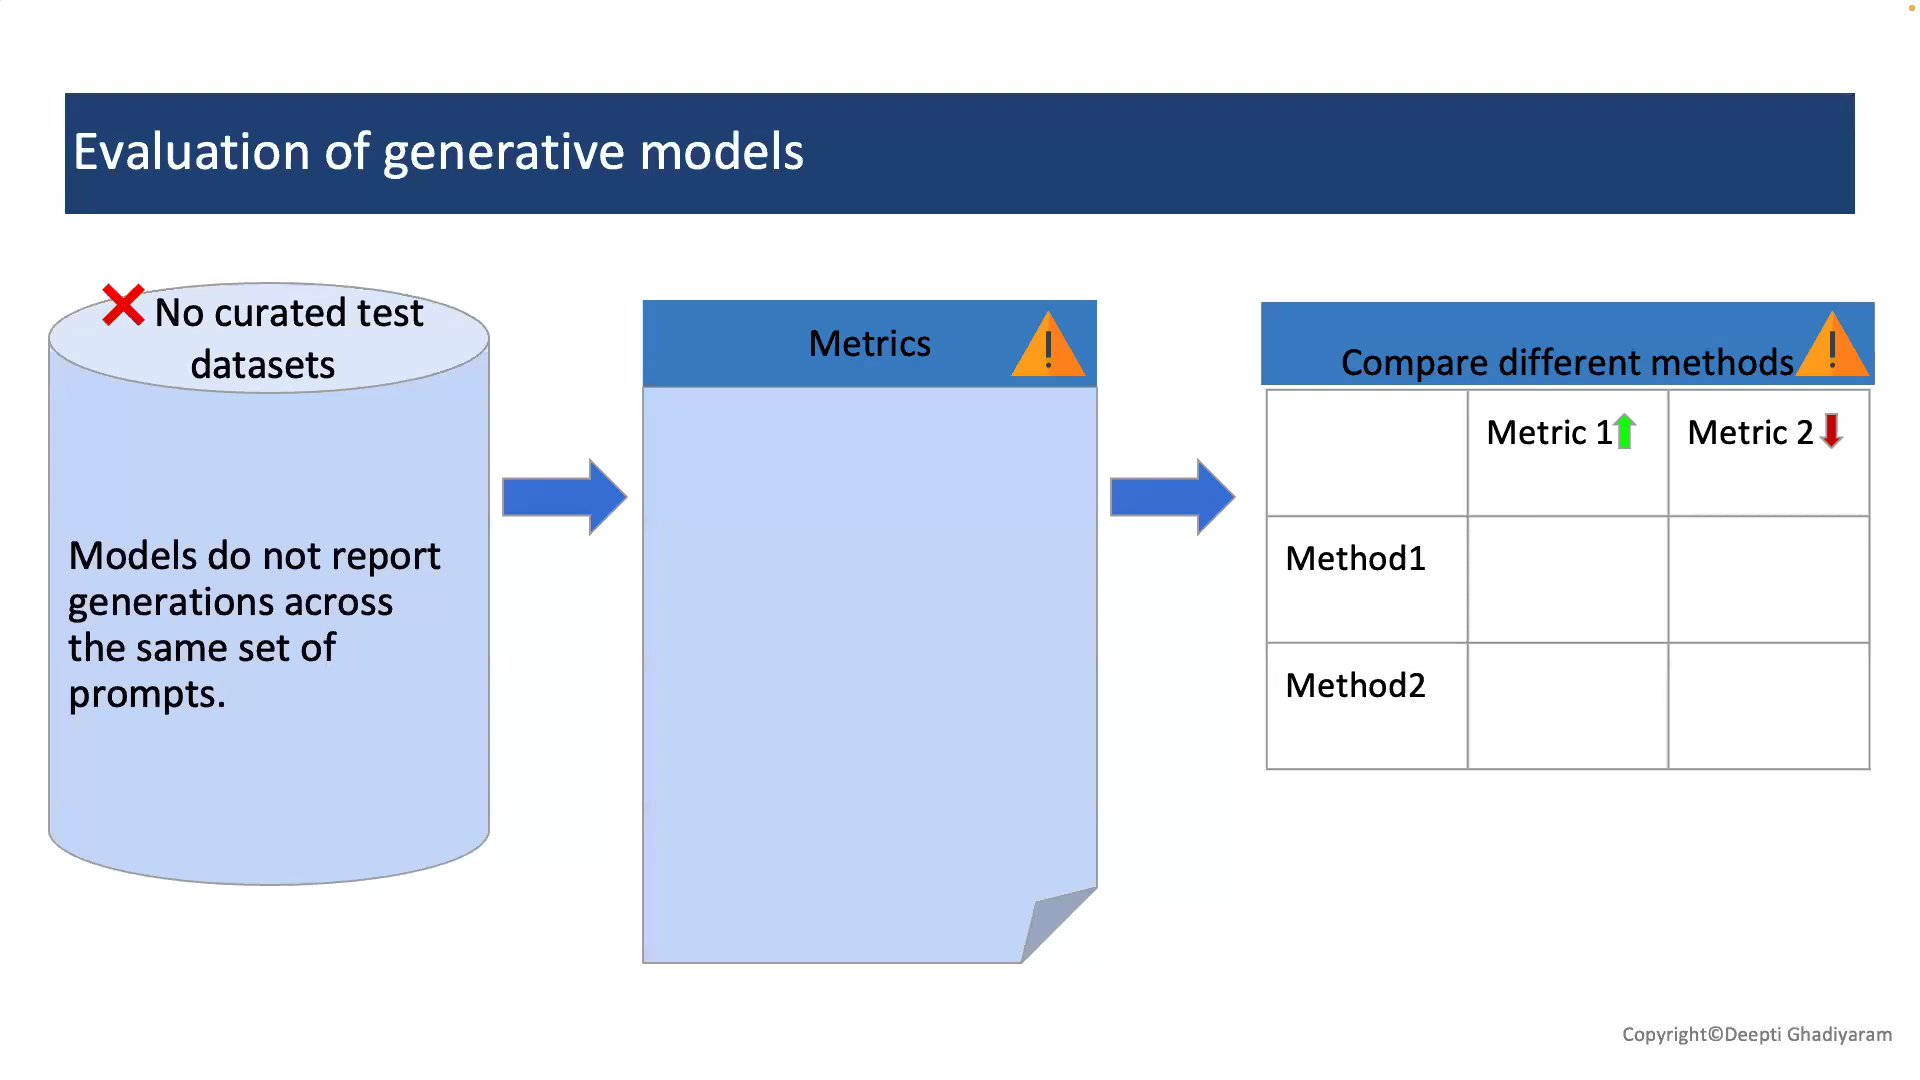 Evaluation of generative models
❌ No curated test
datasets
Models do not report
generations across
the same set of
prompts.
Metrics
Compare different methods
Metric 1
Metric 2
Method1
Method2
Copyright©Deepti Ghadiyaram